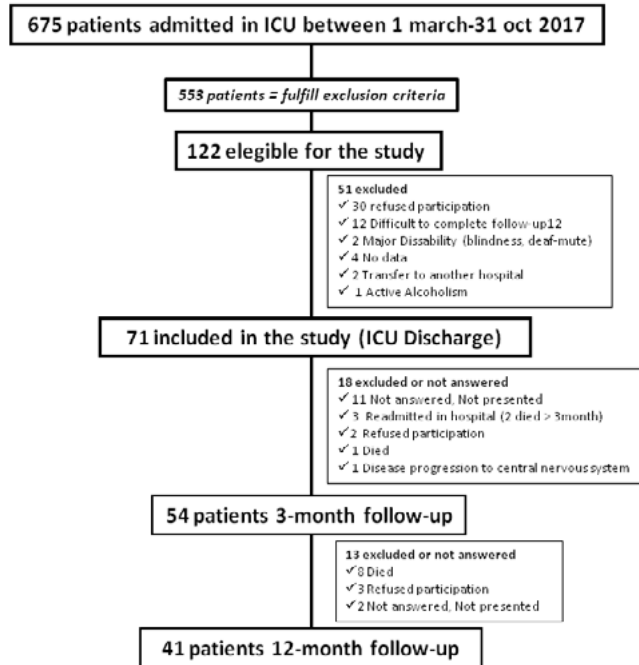 675 patients admitted in ICU between 1 march-31 oct 2017
553 patients = fulfill exclusion criteria
122 elegible for the study
51 excluded
✓ 30 refused participation
✓ 12 Difficult to complete follow-up12
✓ 2 Major Dissability (blindness, deaf-mute)
✓ 4 No data
✓ 2 Transfer to another hospital
✓ 1 Active Alcoholism
71 included in the study (ICU Discharge)
18 excluded or not answered
✓ 11 Not answered, Not presented
✓ 3 Readmitted in hospital (2 died > 3month)
✓ 2 Refused participation
✓ 1 Died
✓ 1 Disease progression to central nervous system
54 patients 3-month follow-up
13 excluded or not answered
✓ 8 Died
✓ 3 Refused participation
✓ 2 Not answered, Not presented
41 patients 12-month follow-up